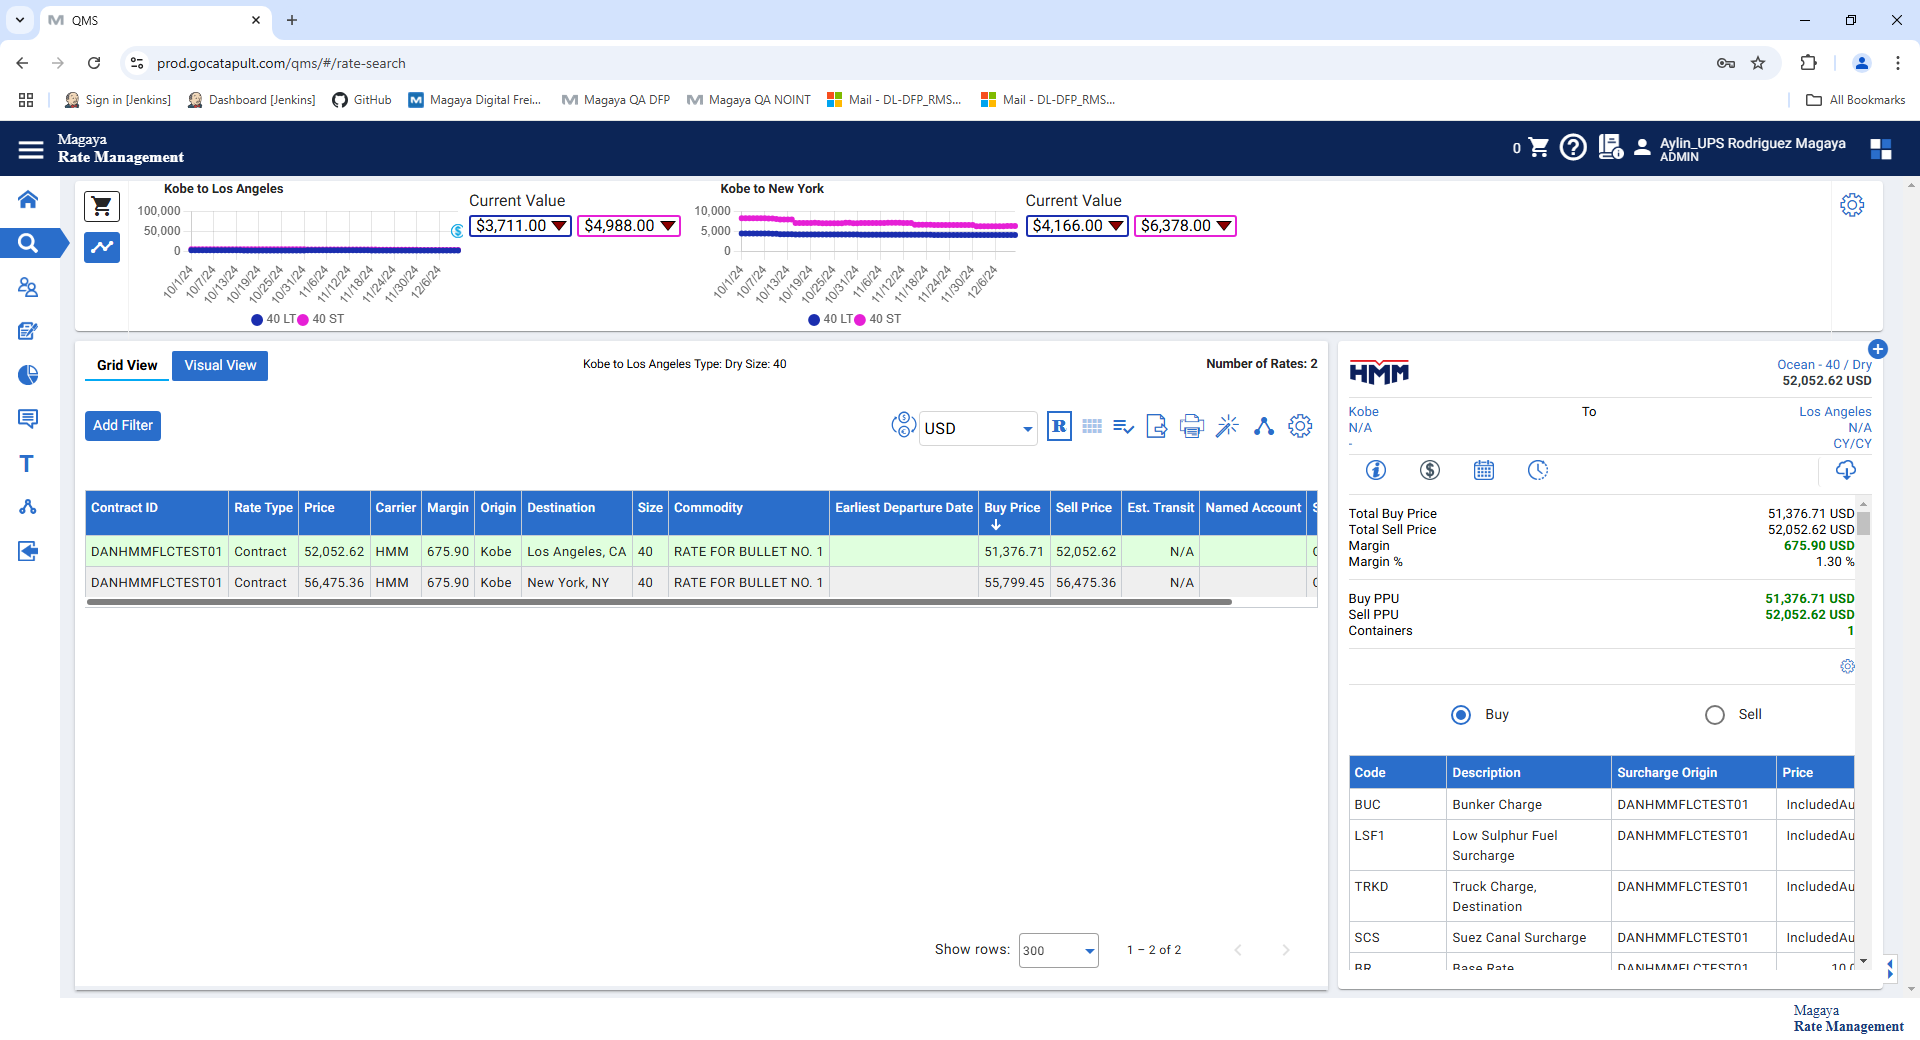 QMS
prod.gocatapult.com/qms/#/rate-search
Sign in [Jenkins]
Dashboard [Jenkins]
GitHub
Magaya Digital Frei...
Magaya QA DFP
Magaya QA NOINT
Mail - DL-DFP_RMS...
Mail - DL-DFP_RMS...
All Bookmarks
Magaya
Rate Management
0
Aylin_UPS Rodriguez Magaya
ADMIN
Kobe to Los Angeles
100,000
50,000
0
10/1/24
10/7/24
10/13/24
10/19/24
10/25/24
10/31/24
11/6/24
11/12/24
11/18/24
11/24/24
11/30/24
12/6/24
40 LT 40 ST
Current Value
$3,711.00 $4,988.00
Kobe to New York
10,000
5,000
0
10/1/24
10/7/24
10/13/24
10/19/24
10/25/24
10/31/24
11/6/24
11/12/24
11/18/24
11/24/24
11/30/24
12/6/24
40 LT 40 ST
Current Value
$4,166.00 $6,378.00
Grid View Visual View
Kobe to Los Angeles Type: Dry Size: 40
Number of Rates: 2
Add Filter
USD
R
Contract ID Rate Type Price Carrier Margin Origin Destination Size Commodity Earliest Departure Date Buy Price Sell Price Est. Transit Named Account
DANHMMFLCTEST01 Contract 52,052.62 HMM 675.90 Kobe Los Angeles, CA 40 RATE FOR BULLET NO. 1 51,376.71 52,052.62 N/A
DANHMMFLCTEST01 Contract 56,475.36 HMM 675.90 Kobe New York, NY 40 RATE FOR BULLET NO. 1 55,799.45 56,475.36 N/A
Show rows: 300 1 – 2 of 2
HMM
Ocean - 40 / Dry
52,052.62 USD
Kobe To Los Angeles
N/A N/A
- CY/CY
Total Buy Price 51,376.71 USD
Total Sell Price 52,052.62 USD
Margin 675.90 USD
Margin % 1.30 %
Buy PPU 51,376.71 USD
Sell PPU 52,052.62 USD
Containers 1
Buy Sell
Code Description Surcharge Origin Price
BUC Bunker Charge DANHMMFLCTEST01 IncludedAu
LSF1 Low Sulphur Fuel Surcharge DANHMMFLCTEST01 IncludedAu
TRKD Truck Charge, Destination DANHMMFLCTEST01 IncludedAu
SCS Suez Canal Surcharge DANHMMFLCTEST01 IncludedAu
BR Base Rate DANHMMFLCTEST01
Magaya
Rate Management